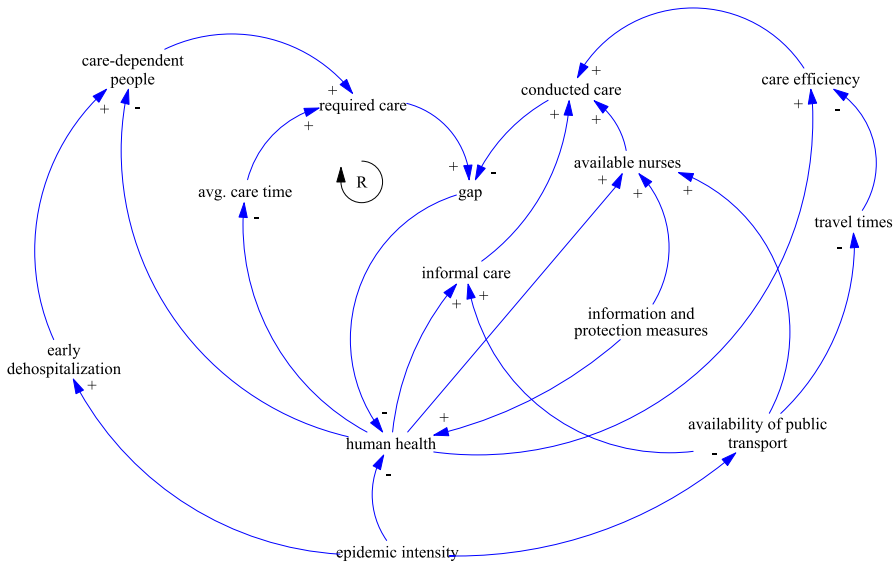 care-dependent
people
+
-
required care
+
+
conducted care
+
+
+
care efficiency
+
-
avg. care time
-
R
gap
+
-
available nurses
+
+
+
travel times
-
informal care
+
+
information and
protection measures
early
dehospitalization
+
human health
-
+
-
availability of public
transport
-
epidemic intensity